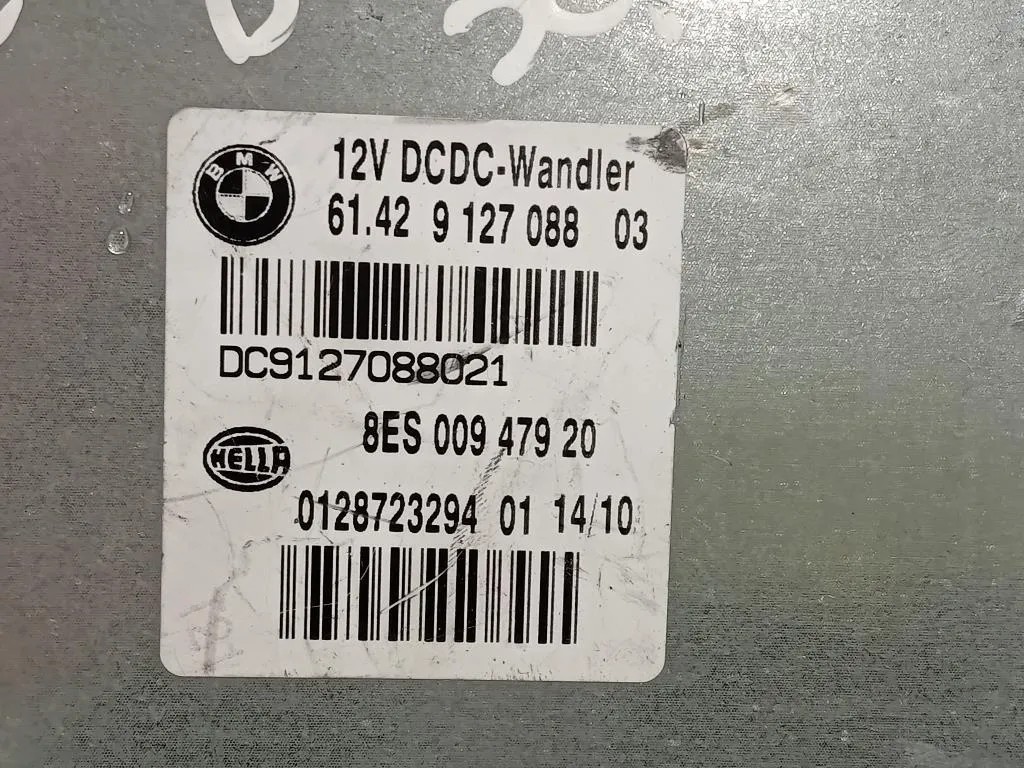 BMW
12V DCDC-Wandler
61.42 9 127 088 03
DC9127088021
8ES 009 479 20
HELLA
0128723294 01 14/10